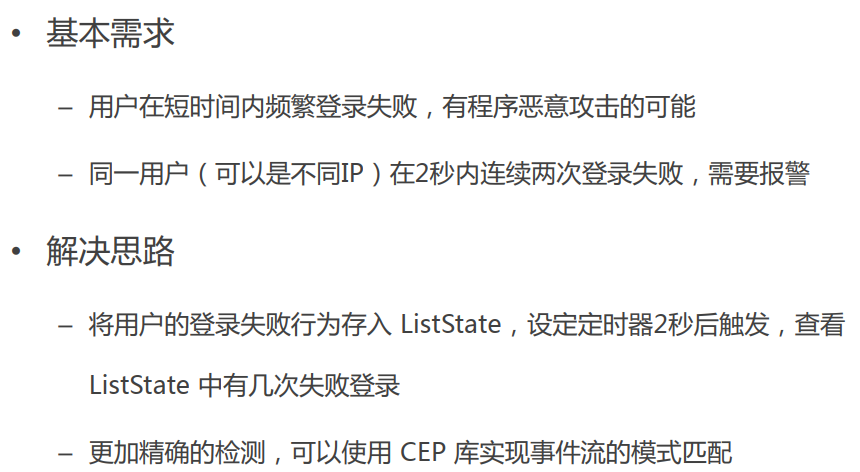 • 基本需求
– 用户在短时间内频繁登录失败，有程序恶意攻击的可能
– 同一用户（可以是不同IP）在2秒内连续两次登录失败，需要报警
• 解决思路
– 将用户的登录失败行为存入 ListState，设定定时器2秒后触发，查看
ListState 中有几次失败登录
– 更加精确的检测，可以使用 CEP 库实现事件流的模式匹配